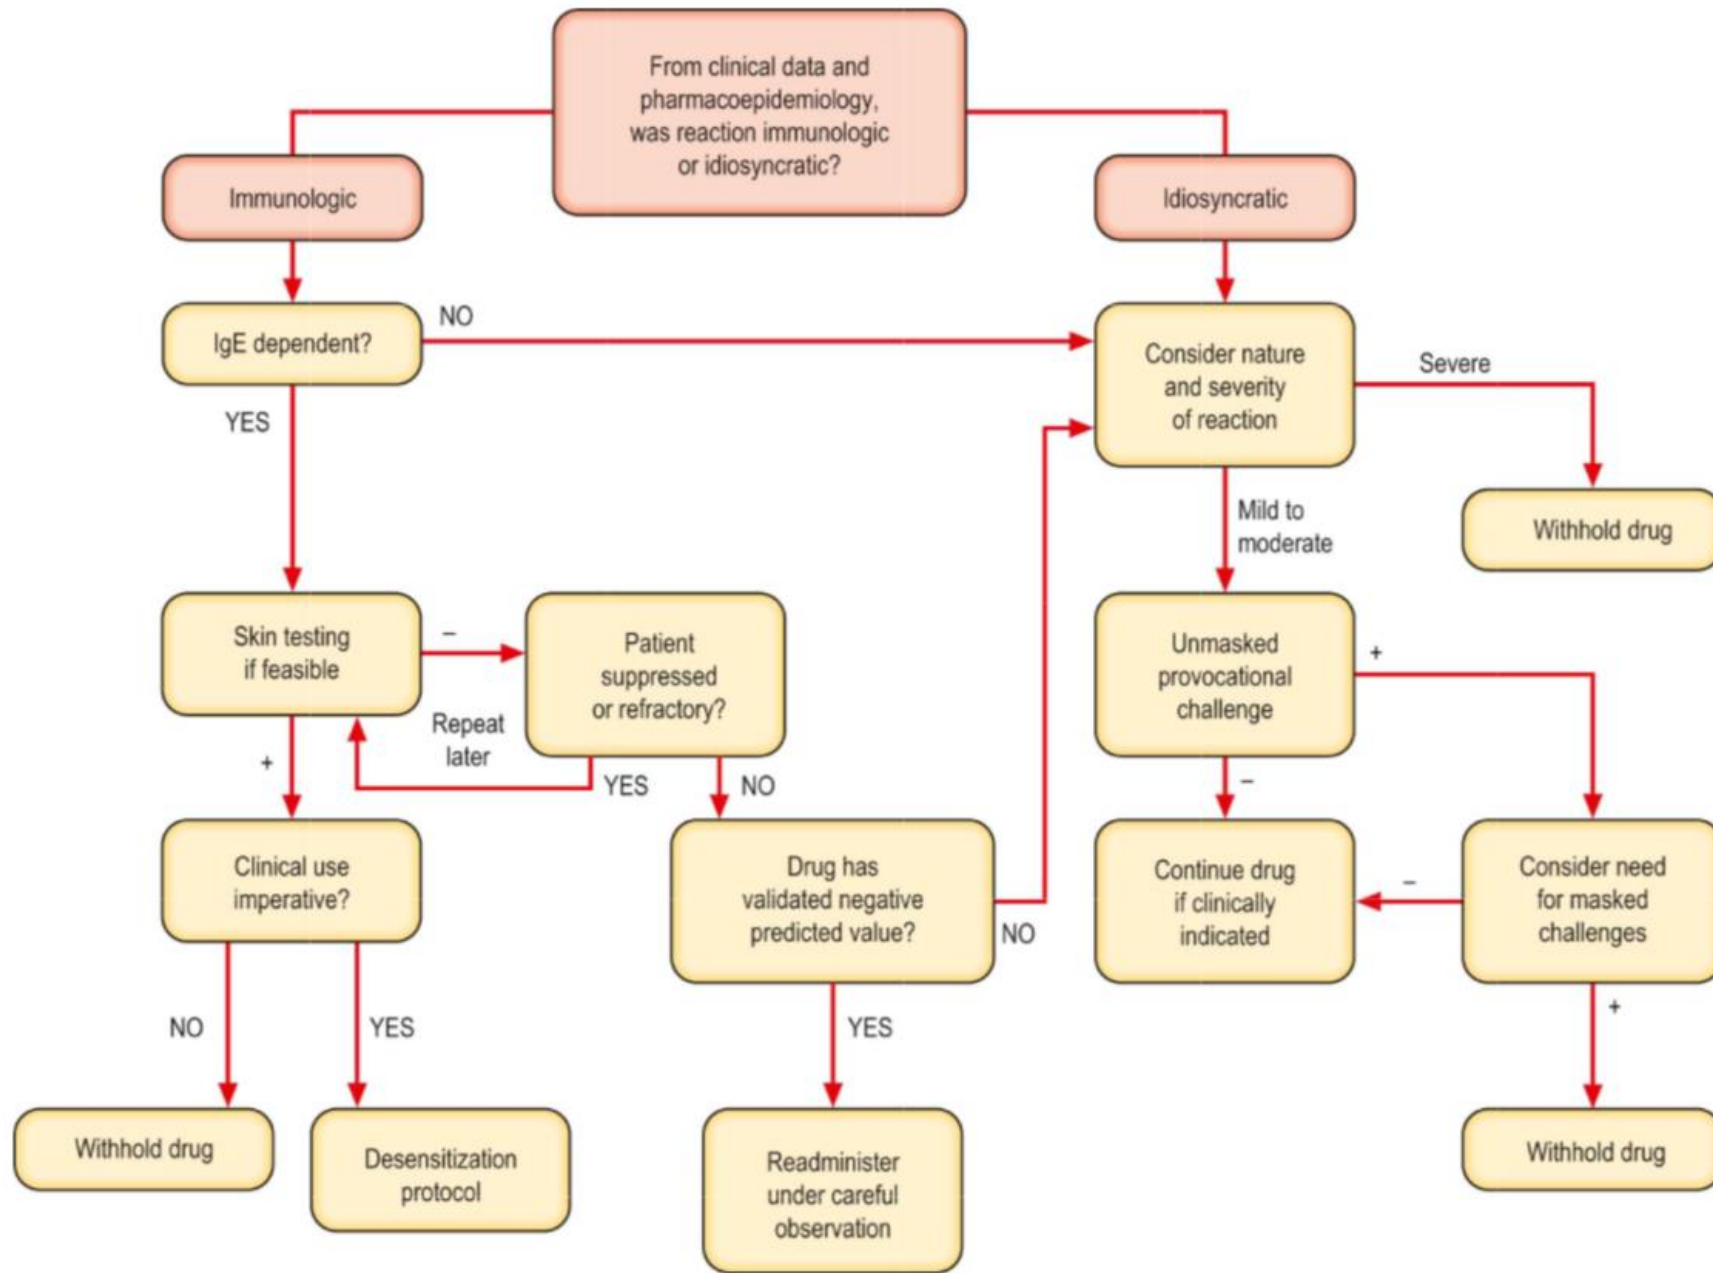 From clinical data and
pharmacoepidemiology,
was reaction immunologic
or idiosyncratic?
Immunologic
Idiosyncratic
IgE dependent?
NO
YES
Consider nature
and severity
of reaction
Severe
Withhold drug
Mild to
moderate
Skin testing
if feasible
–
Patient
suppressed
or refractory?
Repeat
later
YES
NO
+
Unmasked
provocational
challenge
+
–
Clinical use
imperative?
Drug has
validated negative
predicted value?
NO
Continue drug
if clinically
indicated
–
Consider need
for masked
challenges
NO
YES
YES
+
Withhold drug
Desensitization
protocol
Readminister
under careful
observation
Withhold drug